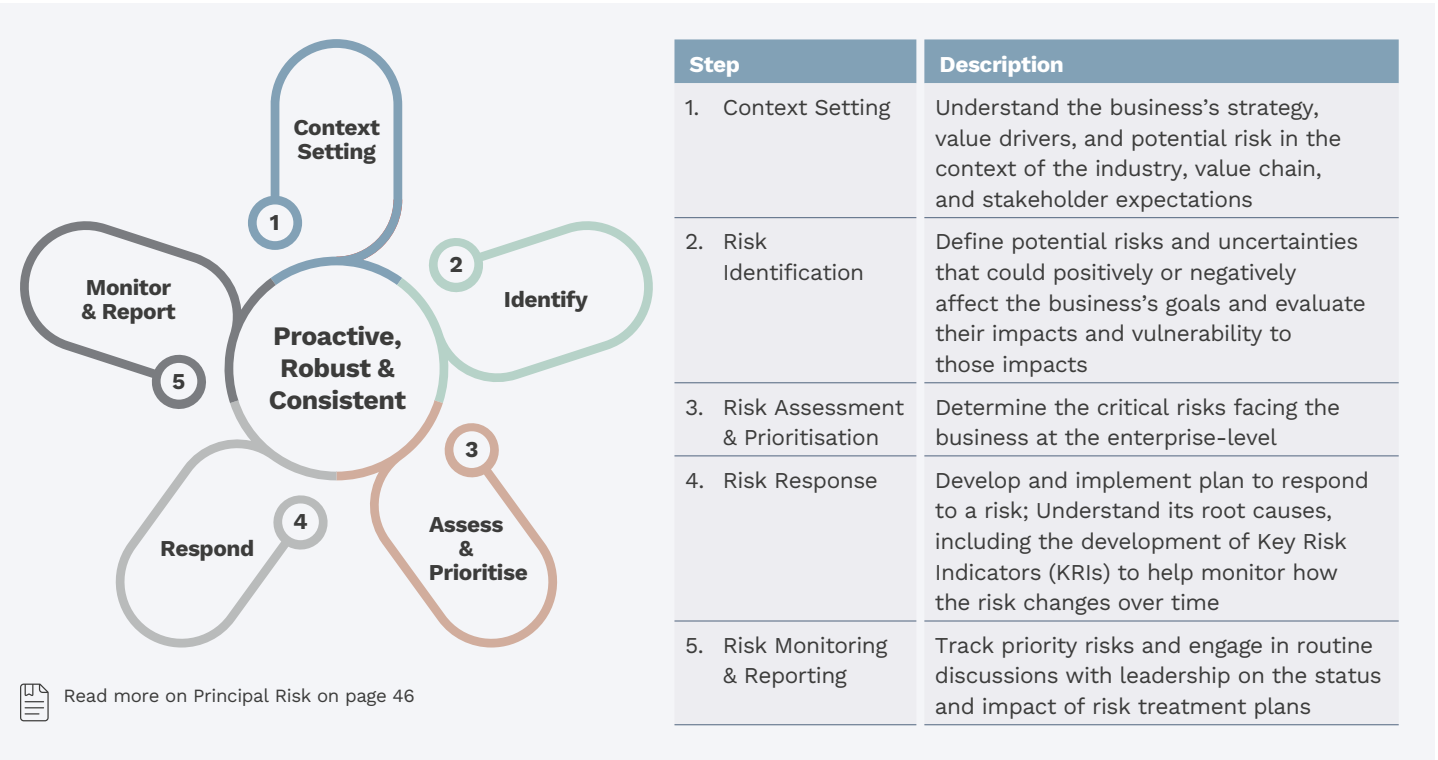 Context
Setting
1
2
Identify
Monitor
& Report
5
Proactive,
Robust &
Consistent
3
Assess
&
Prioritise
4
Respond
Read more on Principal Risk on page 46
Step
Description
1. Context Setting
Understand the business’s strategy,
value drivers, and potential risk in the
context of the industry, value chain,
and stakeholder expectations
2. Risk
Identification
Define potential risks and uncertainties
that could positively or negatively
affect the business’s goals and evaluate
their impacts and vulnerability to
those impacts
3. Risk Assessment
& Prioritisation
Determine the critical risks facing the
business at the enterprise-level
4. Risk Response
Develop and implement plan to respond
to a risk; Understand its root causes,
including the development of Key Risk
Indicators (KRIs) to help monitor how
the risk changes over time
5. Risk Monitoring
& Reporting
Track priority risks and engage in routine
discussions with leadership on the status
and impact of risk treatment plans